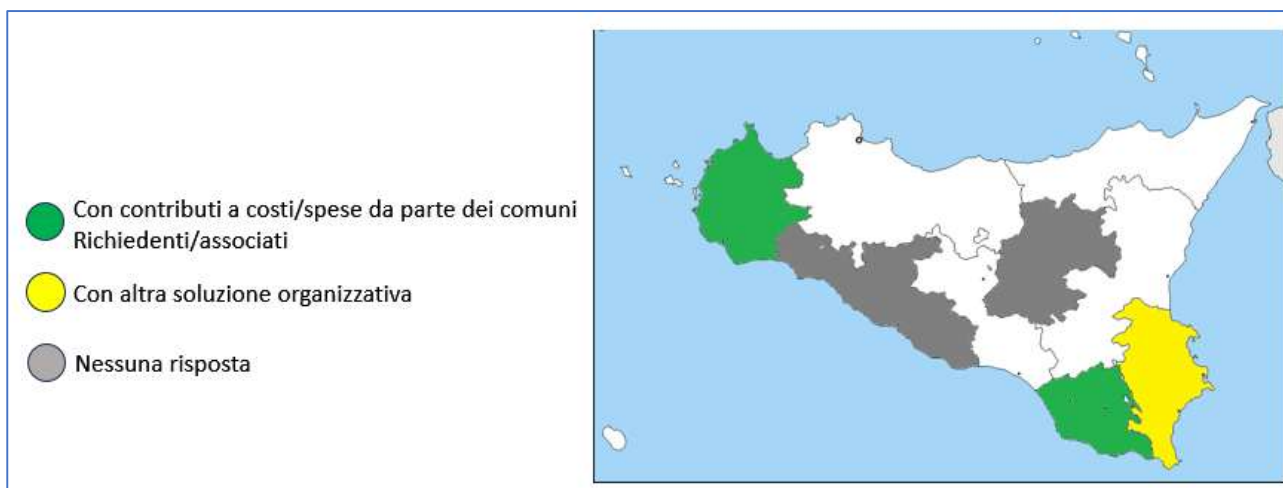 Con contributi a costi/spese da parte dei comuni
Richiedenti/associati
Con altra soluzione organizzativa
Nessuna risposta